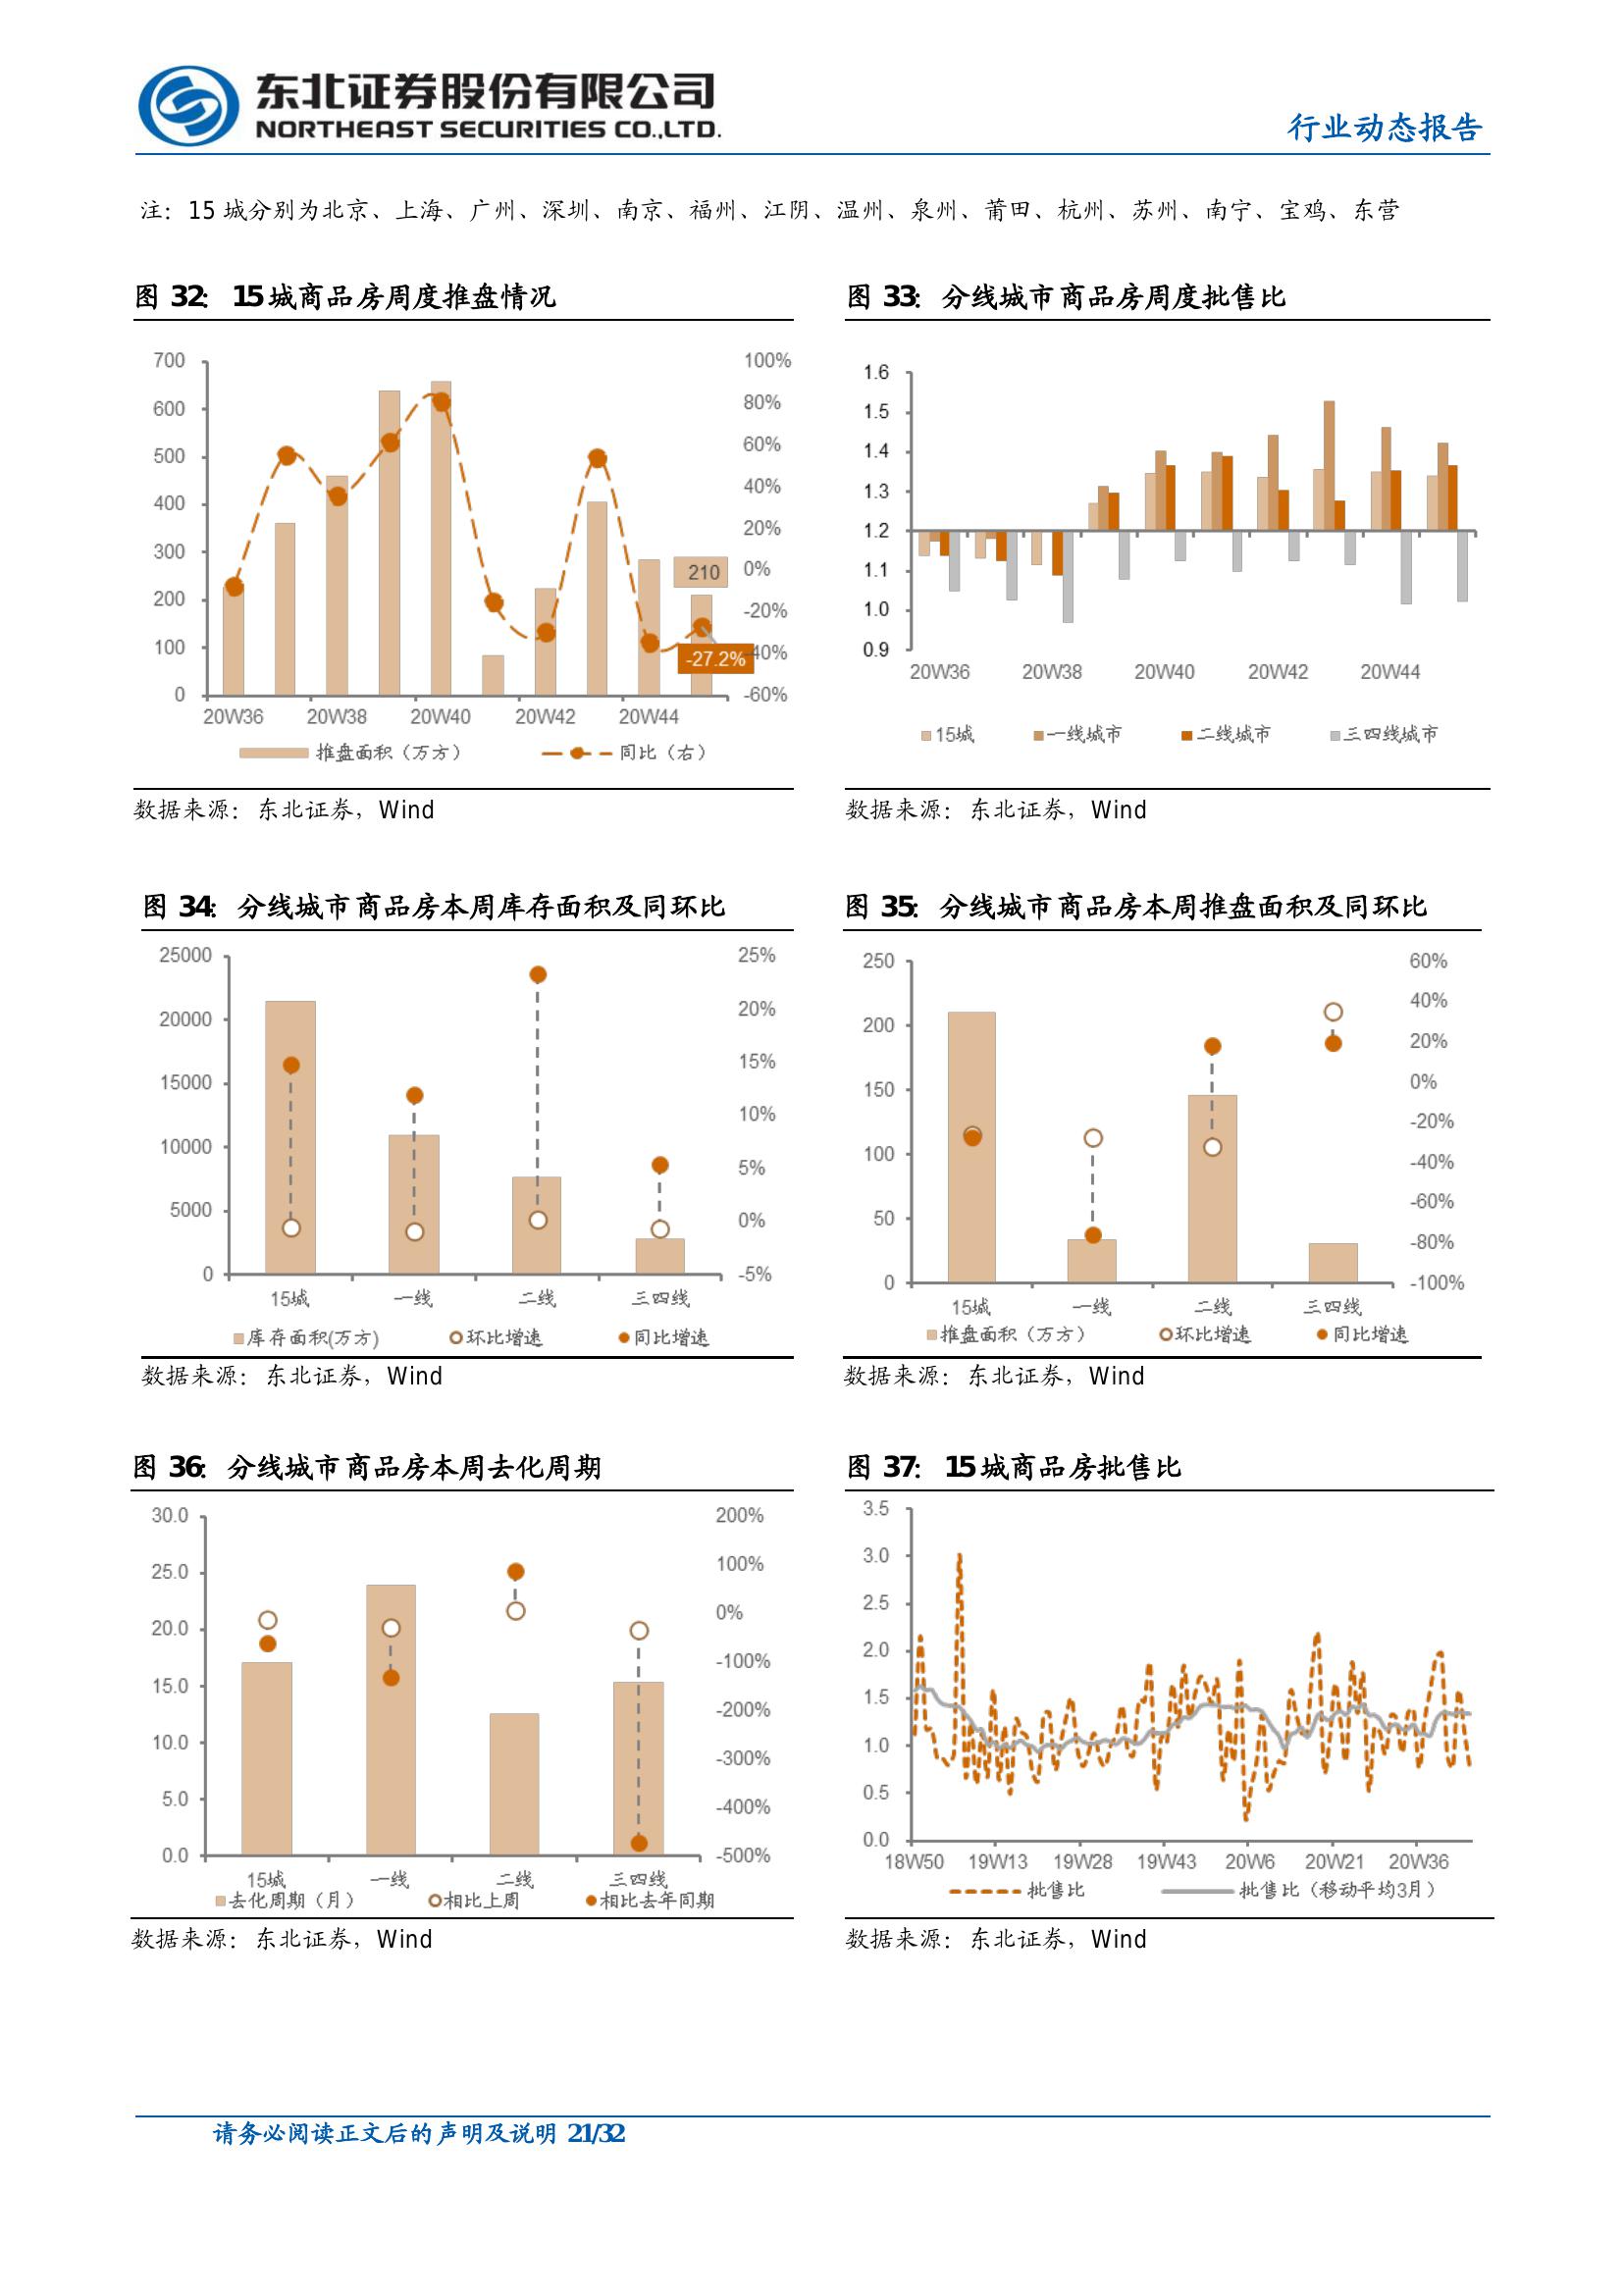 东北证券股份有限公司
NORTHEAST SECURITIES CO.,LTD.
行业动态报告
注：15 城分别为北京、上海、广州、深圳、南京、福州、江阴、温州、泉州、莆田、杭州、苏州、南宁、宝鸡、东营
图 32：15 城商品房周度推盘情况
700
600
500
400
300
200
100
0
100%
80%
60%
40%
20%
0%
-20%
-40%
-60%
210
-27.2%
20W36 20W38 20W40 20W42 20W44
推盘面积（万方） 同比（右）
数据来源：东北证券，Wind
图 33：分线城市商品房周度批售比
1.6
1.5
1.4
1.3
1.2
1.1
1.0
0.9
20W36 20W38 20W40 20W42 20W44
15城 一线城市 二线城市 三四线城市
数据来源：东北证券，Wind
图 34：分线城市商品房本周库存面积及同环比
25000
20000
15000
10000
5000
0
25%
20%
15%
10%
5%
0%
-5%
15城 一线 二线 三四线
库存面积(万方) 环比增速 同比增速
数据来源：东北证券，Wind
图 35：分线城市商品房本周推盘面积及同环比
250
200
150
100
50
0
60%
40%
20%
0%
-20%
-40%
-60%
-80%
-100%
15城 一线 二线 三四线
推盘面积（万方） 环比增速 同比增速
数据来源：东北证券，Wind
图 36：分线城市商品房本周去化周期
30.0
25.0
20.0
15.0
10.0
5.0
0.0
200%
100%
0%
-100%
-200%
-300%
-400%
-500%
15城 一线 二线 三四线
去化周期（月） 相比上周 相比去年同期
数据来源：东北证券，Wind
图 37：15 城商品房批售比
3.5
3.0
2.5
2.0
1.5
1.0
0.5
0.0
18W50 19W13 19W28 19W43 20W6 20W21 20W36
批售比 批售比（移动平均3月）
数据来源：东北证券，Wind
请务必阅读正文后的声明及说明 21/32